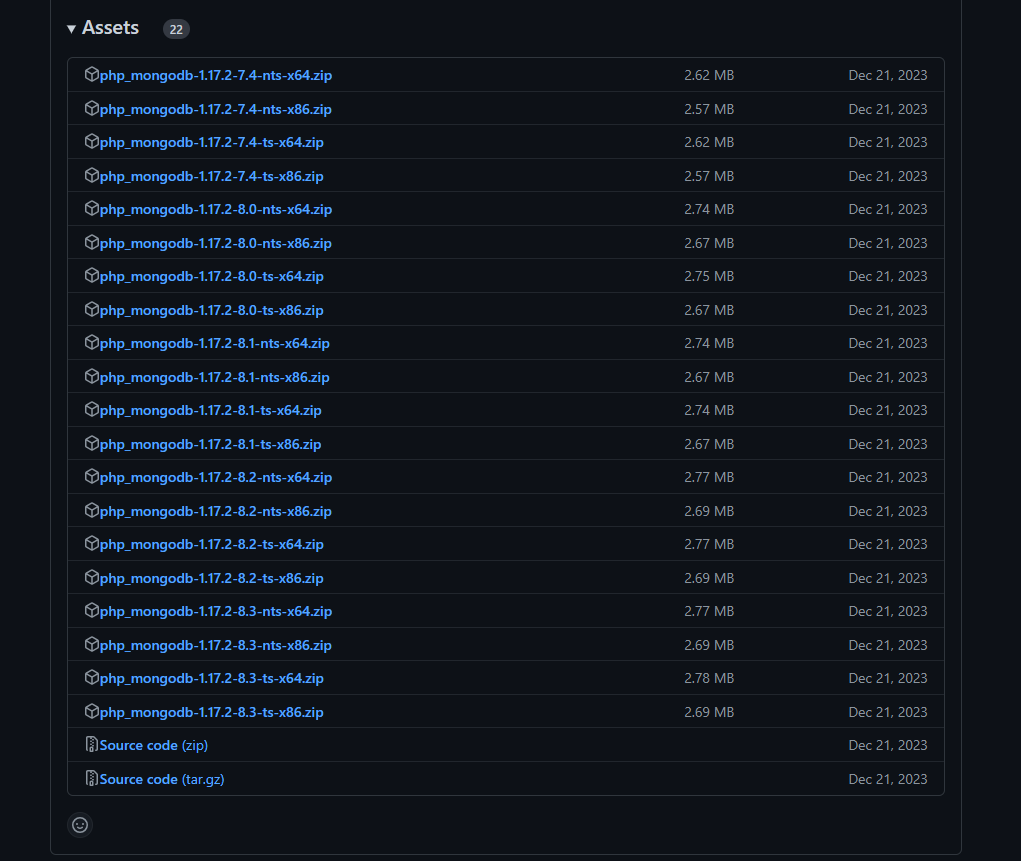 Assets 22
php_mongodb-1.17.2-7.4-nts-x64.zip 2.62 MB Dec 21, 2023
php_mongodb-1.17.2-7.4-nts-x86.zip 2.57 MB Dec 21, 2023
php_mongodb-1.17.2-7.4-ts-x64.zip 2.62 MB Dec 21, 2023
php_mongodb-1.17.2-7.4-ts-x86.zip 2.57 MB Dec 21, 2023
php_mongodb-1.17.2-8.0-nts-x64.zip 2.74 MB Dec 21, 2023
php_mongodb-1.17.2-8.0-nts-x86.zip 2.67 MB Dec 21, 2023
php_mongodb-1.17.2-8.0-ts-x64.zip 2.75 MB Dec 21, 2023
php_mongodb-1.17.2-8.0-ts-x86.zip 2.67 MB Dec 21, 2023
php_mongodb-1.17.2-8.1-nts-x64.zip 2.74 MB Dec 21, 2023
php_mongodb-1.17.2-8.1-nts-x86.zip 2.67 MB Dec 21, 2023
php_mongodb-1.17.2-8.1-ts-x64.zip 2.74 MB Dec 21, 2023
php_mongodb-1.17.2-8.1-ts-x86.zip 2.67 MB Dec 21, 2023
php_mongodb-1.17.2-8.2-nts-x64.zip 2.77 MB Dec 21, 2023
php_mongodb-1.17.2-8.2-nts-x86.zip 2.69 MB Dec 21, 2023
php_mongodb-1.17.2-8.2-ts-x64.zip 2.77 MB Dec 21, 2023
php_mongodb-1.17.2-8.2-ts-x86.zip 2.69 MB Dec 21, 2023
php_mongodb-1.17.2-8.3-nts-x64.zip 2.77 MB Dec 21, 2023
php_mongodb-1.17.2-8.3-nts-x86.zip 2.69 MB Dec 21, 2023
php_mongodb-1.17.2-8.3-ts-x64.zip 2.78 MB Dec 21, 2023
php_mongodb-1.17.2-8.3-ts-x86.zip 2.69 MB Dec 21, 2023
Source code (zip) Dec 21, 2023
Source code (tar.gz) Dec 21, 2023